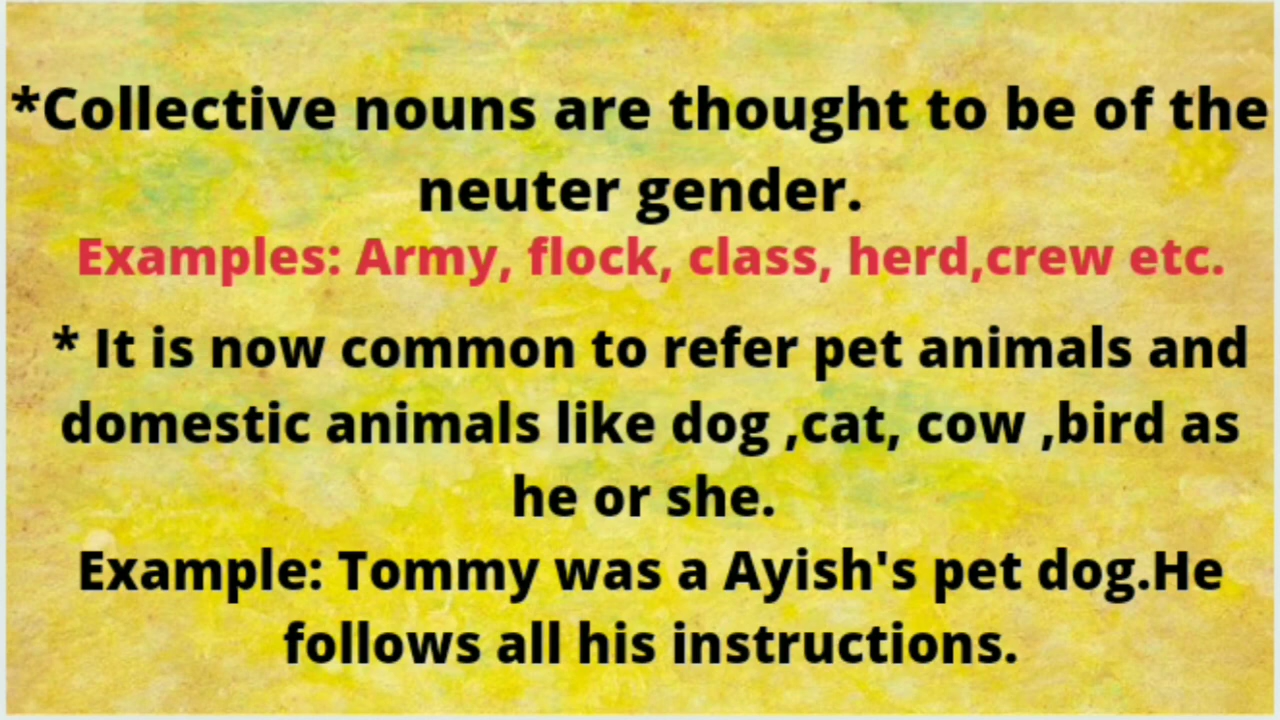 *Collective nouns are thought to be of the
neuter gender.
Examples: Army, flock, class, herd,crew etc.
* It is now common to refer pet animals and
domestic animals like dog ,cat, cow ,bird as
he or she.
Example: Tommy was a Ayish's pet dog.He
follows all his instructions.